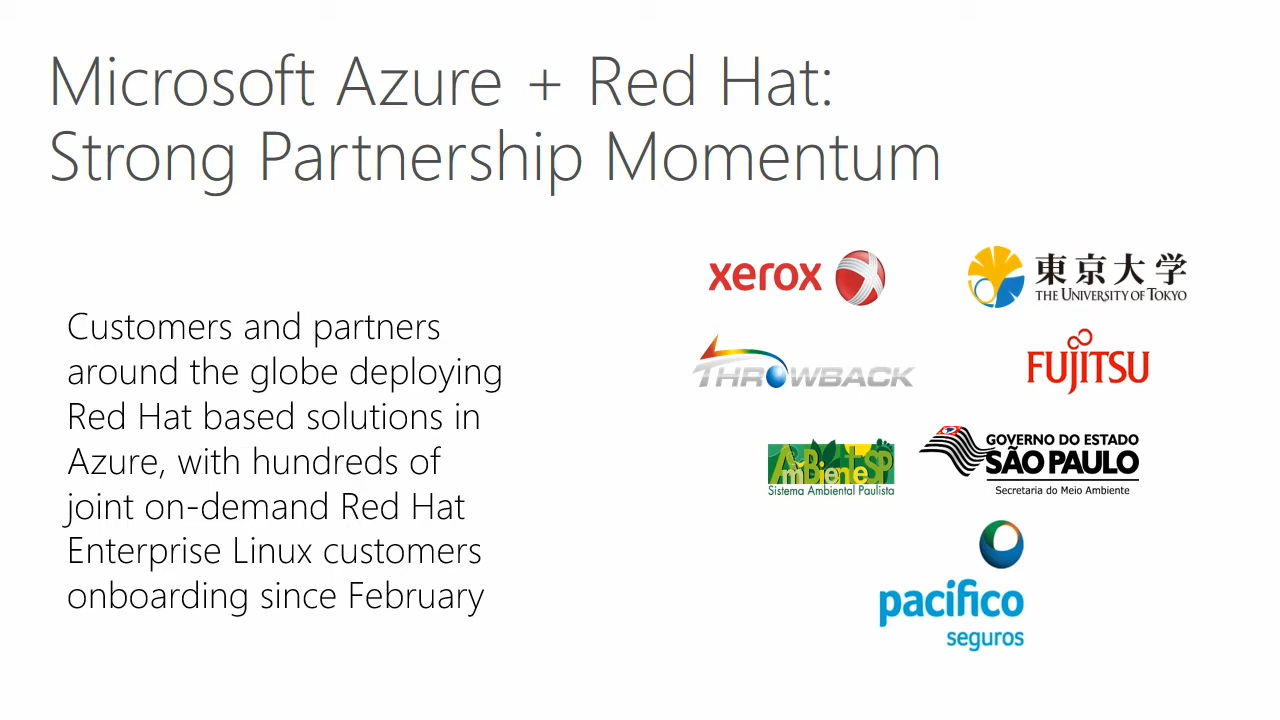 Microsoft Azure + Red Hat:
Strong Partnership Momentum
Customers and partners
around the globe deploying
Red Hat based solutions in
Azure, with hundreds of
joint on-demand Red Hat
Enterprise Linux customers
onboarding since February
xerox
東京大学
THE UNIVERSITY OF TOKYO
THROWBACK
FUJITSU
AmBienteSP
Sistema Ambiental Paulista
GOVERNO DO ESTADO
SÃO PAULO
Secretaria do Meio Ambiente
pacifico
seguros